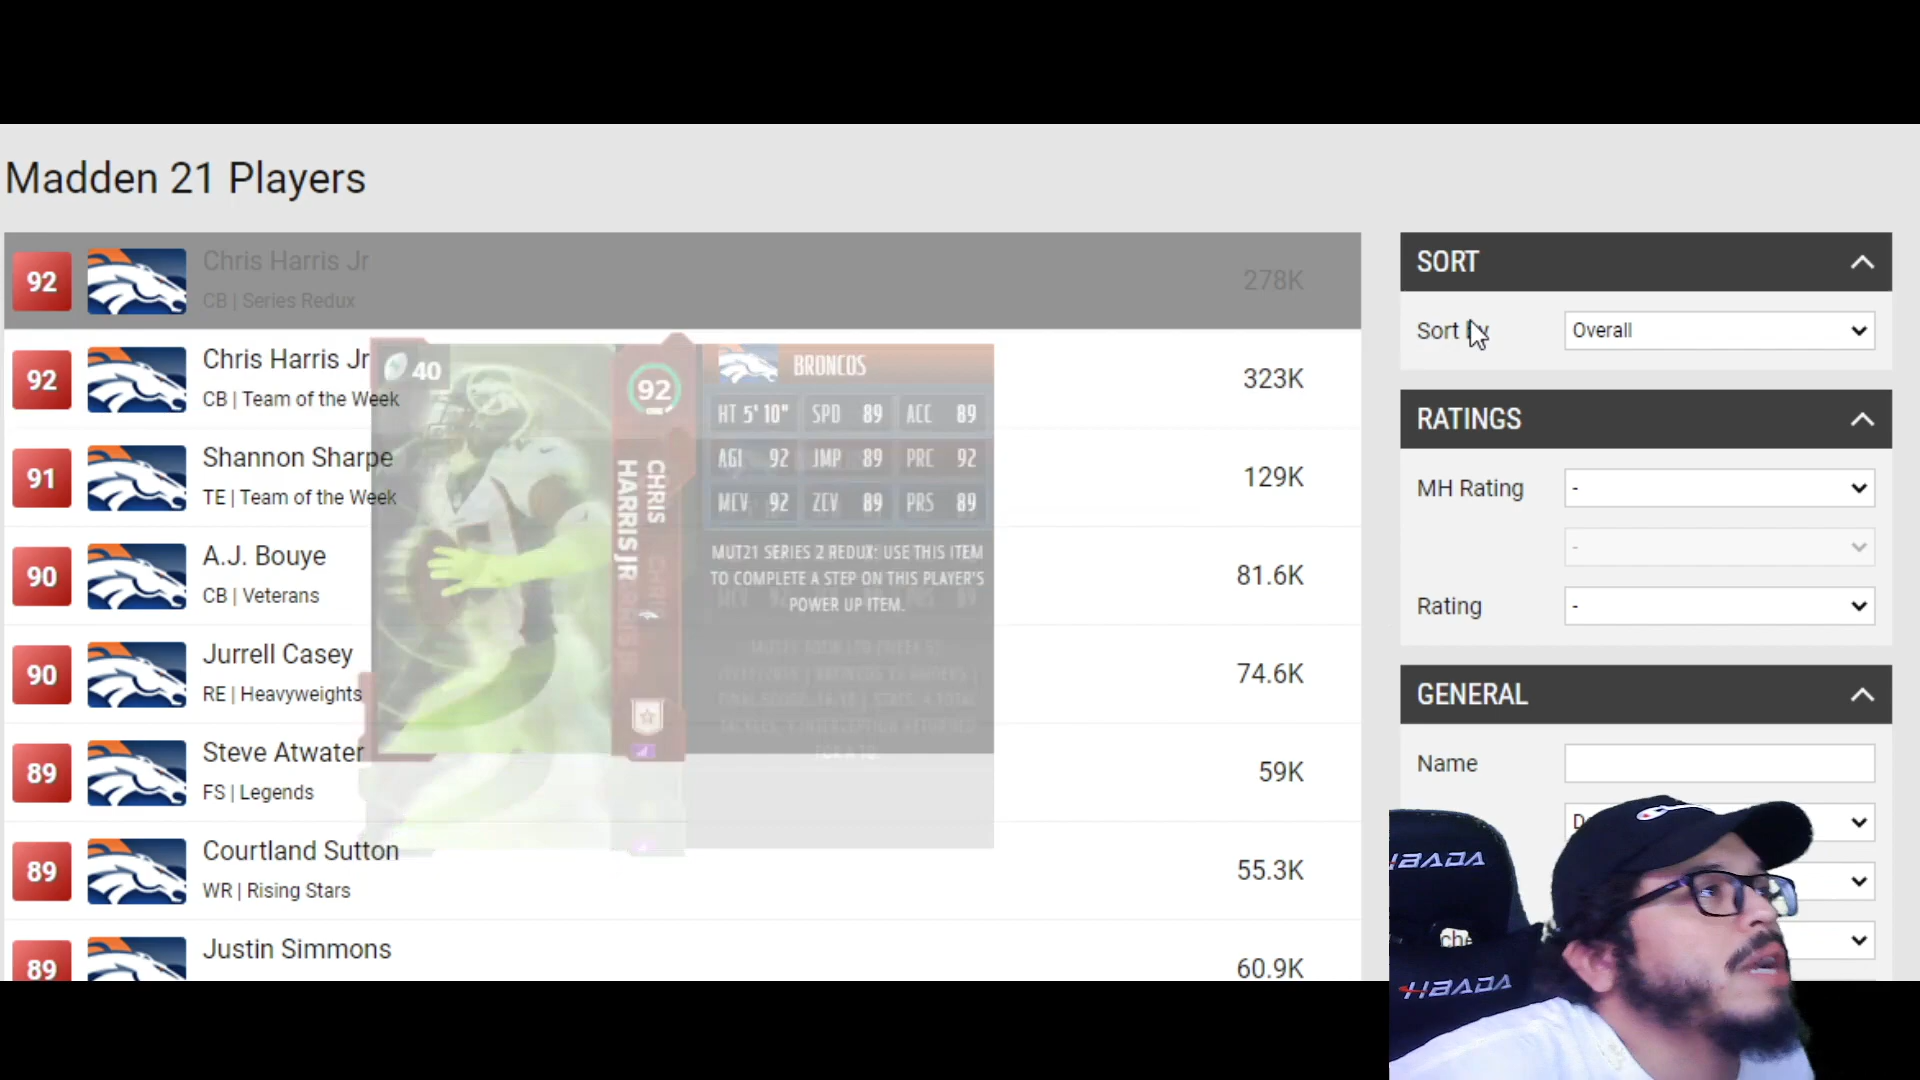 Madden 21 Players
92
Chris Harris Jr
CB | Series Redux
278K
92
Chris Harris Jr
CB | Team of the Week
323K
91
Shannon Sharpe
TE | Team of the Week
129K
90
A.J. Bouye
CB | Veterans
81.6K
90
Jurrell Casey
RE | Heavyweights
74.6K
89
Steve Atwater
FS | Legends
59K
89
Courtland Sutton
WR | Rising Stars
55.3K
89
Justin Simmons
60.9K
40
92
CHRIS
HARRIS JR
BRONCOS
HT 5' 10" SPD 89 ACC 89
AGI 92 JMP 89 PRC 92
MCV 92 ZCV 89 PRS 89
MUT21 SERIES 2 REDUX: USE THIS ITEM
TO COMPLETE A STEP ON THIS PLAYER'S
POWER UP ITEM.
SORT
Sort By
Overall
RATINGS
MH Rating
-
-
Rating
-
GENERAL
Name
HBADA
HBADA